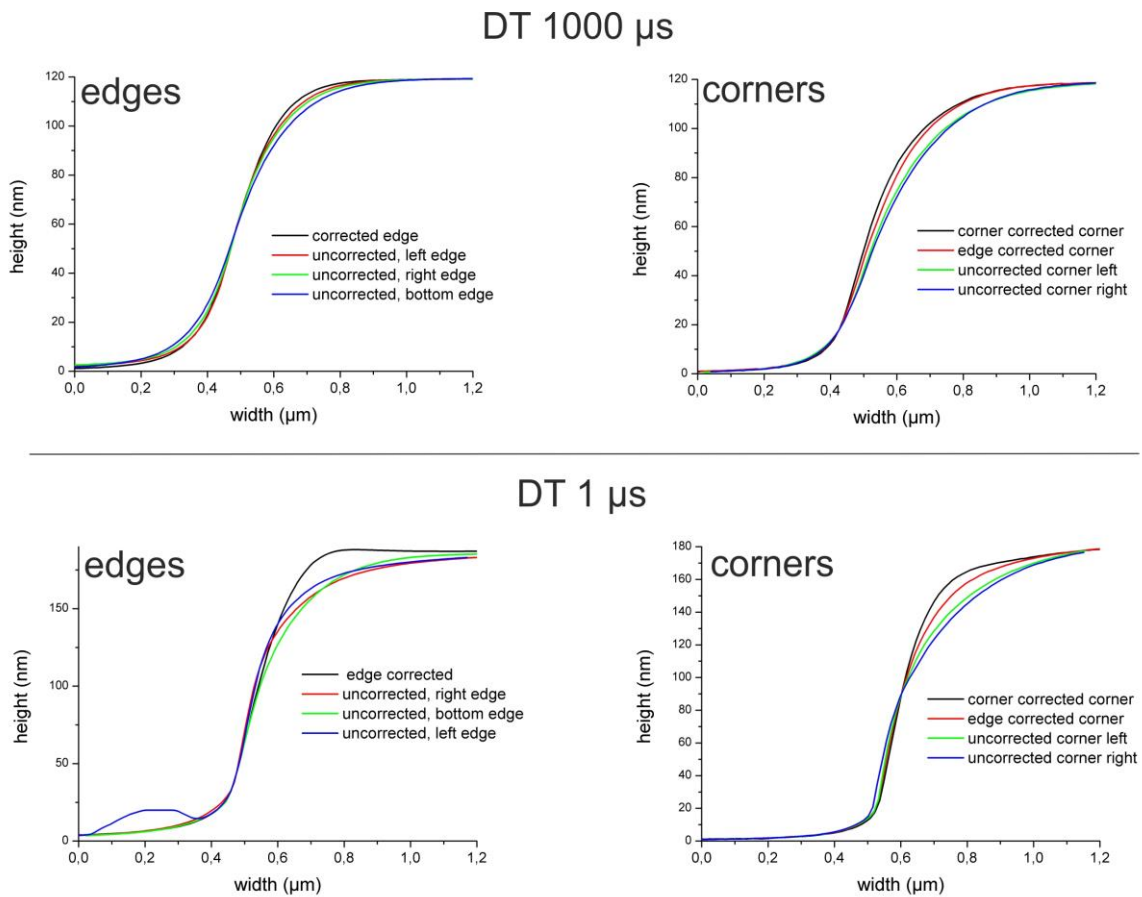 DT 1000 µs
edges
120
100
80
60
40
20
0
height (nm)
corrected edge
uncorrected, left edge
uncorrected, right edge
uncorrected, bottom edge
0,0 0,2 0,4 0,6 0,8 1,0 1,2
width (µm)
corners
120
100
80
60
40
20
0
height (nm)
corner corrected corner
edge corrected corner
uncorrected corner left
uncorrected corner right
0,0 0,2 0,4 0,6 0,8 1,0 1,2
width (µm)
DT 1 µs
edges
150
100
50
0
height (nm)
edge corrected
uncorrected, right edge
uncorrected, bottom edge
uncorrected, left edge
0,0 0,2 0,4 0,6 0,8 1,0 1,2
width (µm)
corners
180
160
140
120
100
80
60
40
20
0
height (nm)
corner corrected corner
edge corrected corner
uncorrected corner left
uncorrected corner right
0,0 0,2 0,4 0,6 0,8 1,0 1,2
width (µm)